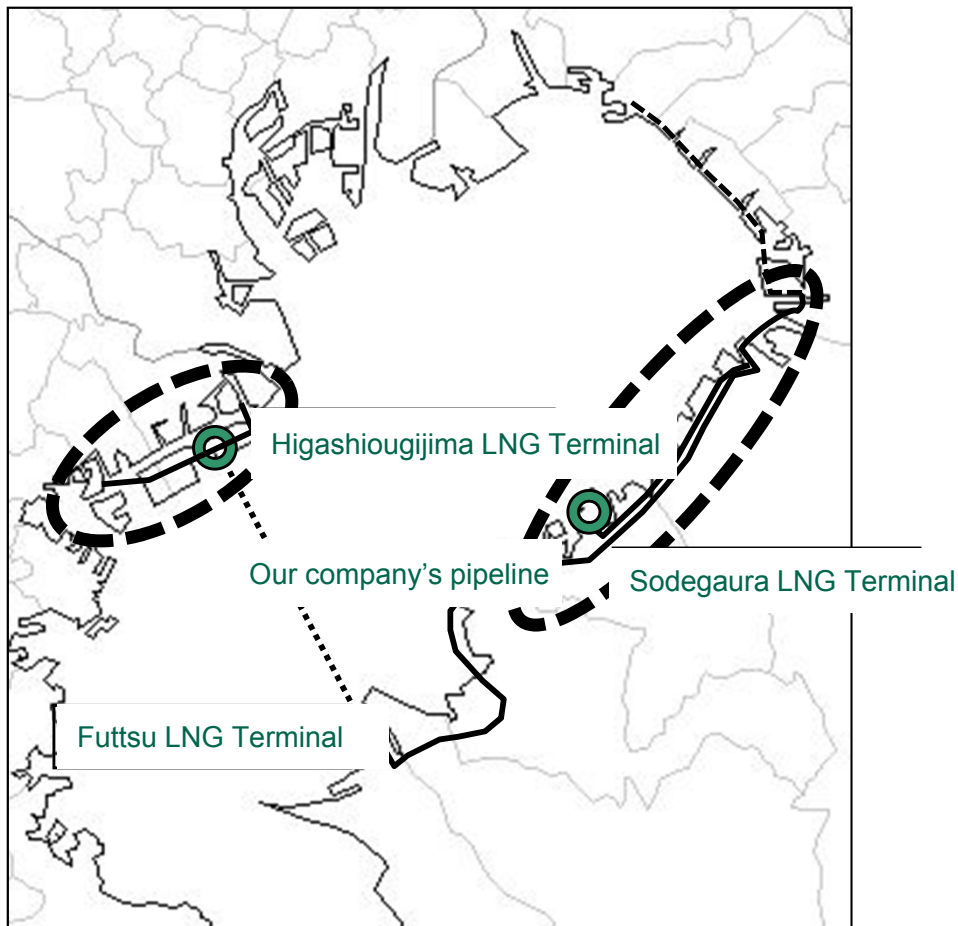 Higashiougijima LNG Terminal
Our company’s pipeline
Sodegaura LNG Terminal
Futtsu LNG Terminal